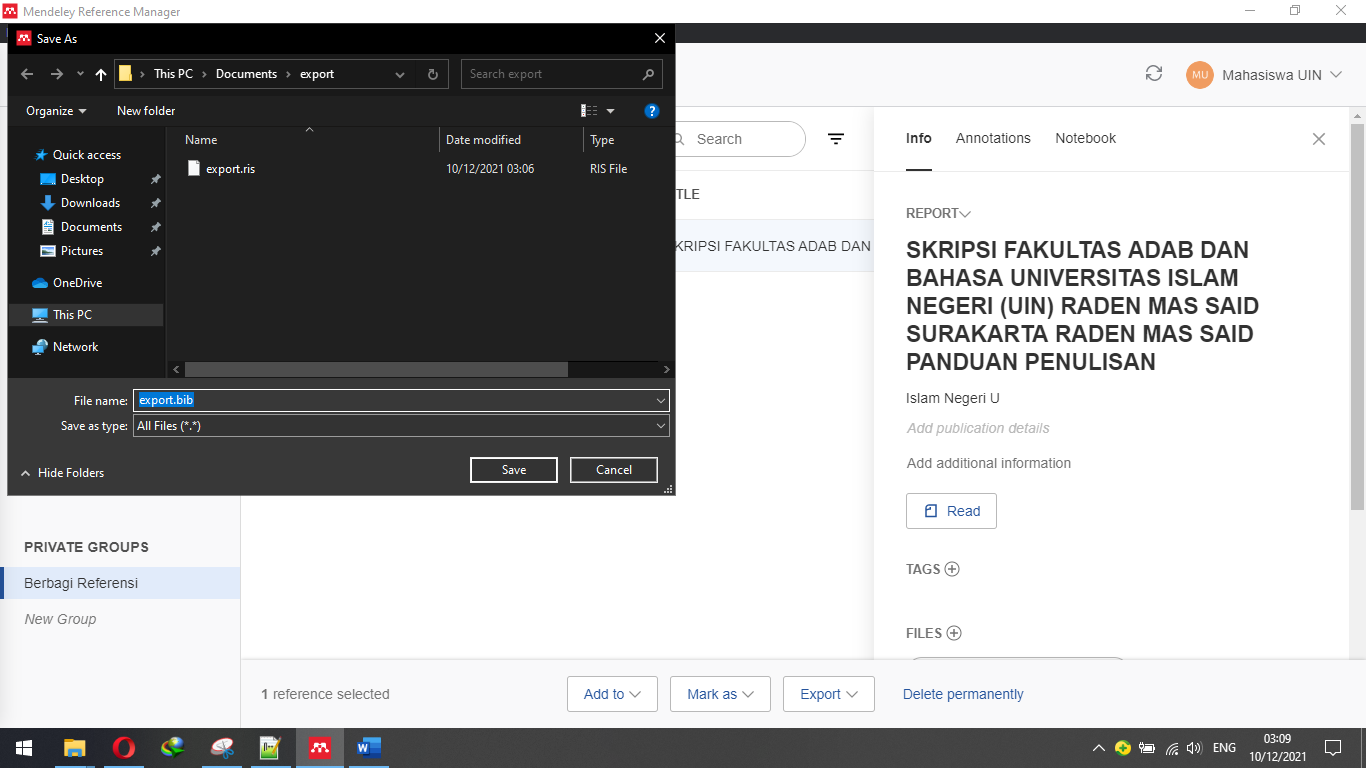 Mendeley Reference Manager
Save As
This PC
Documents
export
Search export
Organize
New folder
Name
Date modified
Type
export.ris
10/12/2021 03:06
RIS File
Quick access
Desktop
Downloads
Documents
Pictures
OneDrive
This PC
Network
File name:
export.bib
Save as type:
All Files (*.*)
Hide Folders
Save
Cancel
MU
Mahasiswa UIN
Search
TLE
KRIPSI FAKULTAS ADAB DAN
Info
Annotations
Notebook
REPORT
SKRIPSI FAKULTAS ADAB DAN
BAHASA UNIVERSITAS ISLAM
NEGERI (UIN) RADEN MAS SAID
SURAKARTA RADEN MAS SAID
PANDUAN PENULISAN
Islam Negeri U
Add publication details
Add additional information
Read
TAGS
FILES
PRIVATE GROUPS
Berbagi Referensi
New Group
1 reference selected
Add to
Mark as
Export
Delete permanently
ENG
03:09
10/12/2021